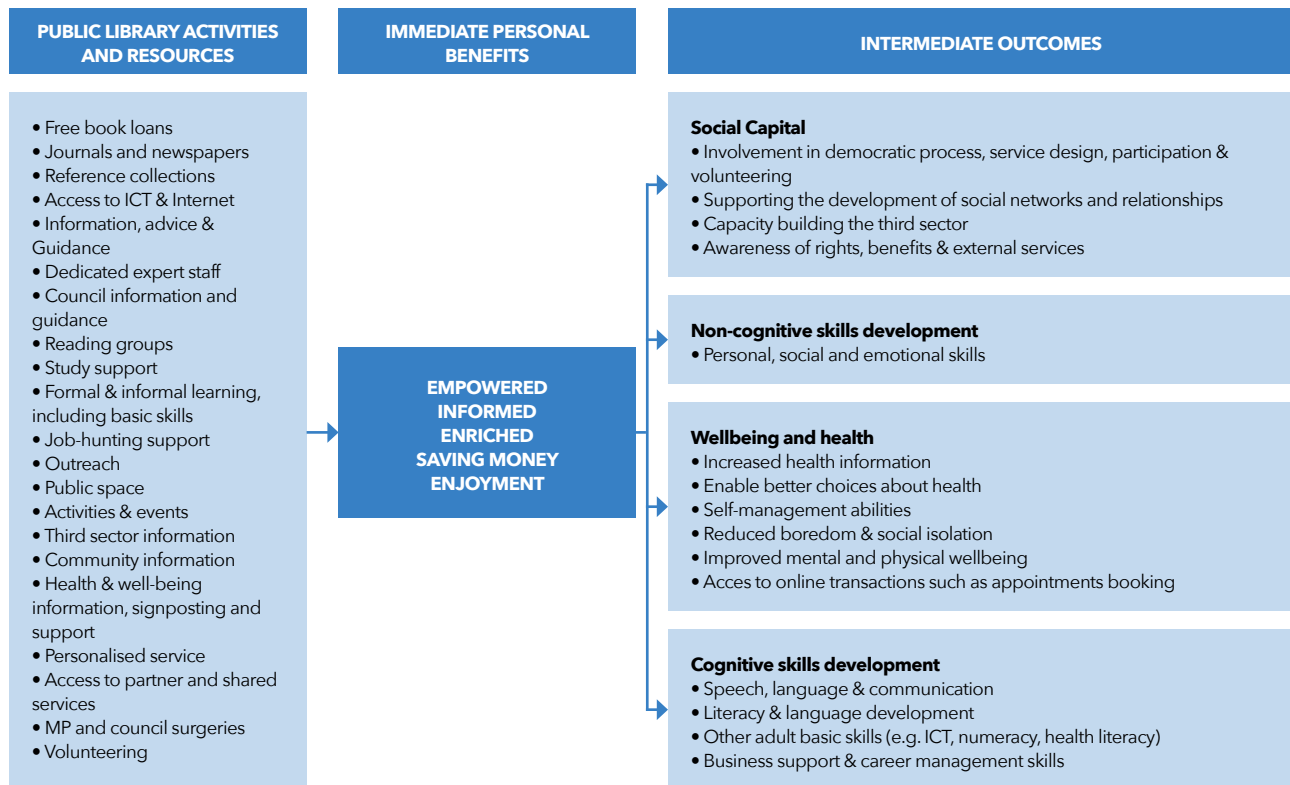 PUBLIC LIBRARY ACTIVITIES
AND RESOURCES
IMMEDIATE PERSONAL
BENEFITS
INTERMEDIATE OUTCOMES
• Free book loans
• Journals and newspapers
• Reference collections
• Access to ICT & Internet
• Information, advice &
Guidance
• Dedicated expert staff
• Council information and
guidance
• Reading groups
• Study support
• Formal & informal learning,
including basic skills
• Job-hunting support
• Outreach
• Public space
• Activities & events
• Third sector information
• Community information
• Health & well-being
information, signposting and
support
• Personalised service
• Access to partner and shared
services
• MP and council surgeries
• Volunteering
EMPOWERED
INFORMED
ENRICHED
SAVING MONEY
ENJOYMENT
Social Capital
• Involvement in democratic process, service design, participation &
volunteering
• Supporting the development of social networks and relationships
• Capacity building the third sector
• Awareness of rights, benefits & external services
Non-cognitive skills development
• Personal, social and emotional skills
Wellbeing and health
• Increased health information
• Enable better choices about health
• Self-management abilities
• Reduced boredom & social isolation
• Improved mental and physical wellbeing
• Acces to online transactions such as appointments booking
Cognitive skills development
• Speech, language & communication
• Literacy & language development
• Other adult basic skills (e.g. ICT, numeracy, health literacy)
• Business support & career management skills